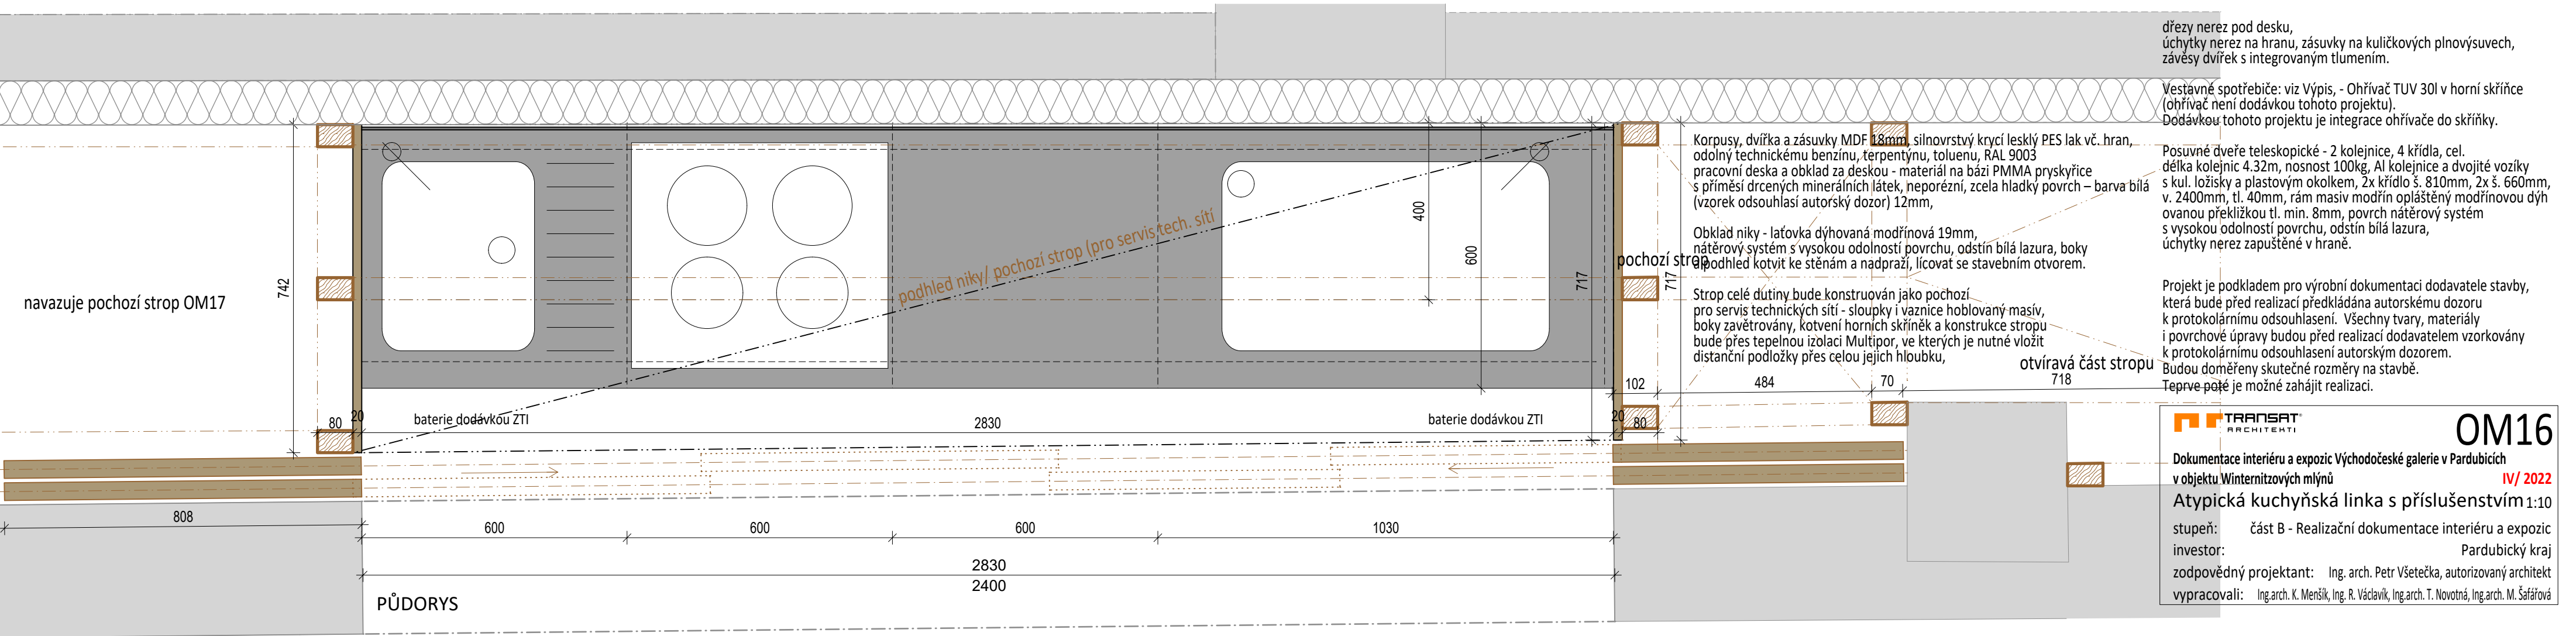 navazuje pochozí strop OM17
742
80
20
baterie dodávkou ZTI
2830
baterie dodávkou ZTI
podhled niky/ pochozí strop (pro servis tech. sítí
400
600
717
717
pochozí strop
102
20
80
484
70
718
otvíravá část stropu
808
600
600
600
1030
2830
2400
PŮDORYS
Korpusy, dvířka a zásuvky MDF 18mm, silnovrstvý krycí lesklý PES lak vč. hran,
odolný technickému benzínu, terpentýnu, toluenu, RAL 9003
pracovní deska a obklad za deskou - materiál na bázi PMMA pryskyřice
s příměsí drcených minerálních látek, neporézní, zcela hladký povrch – barva bílá
(vzorek odsouhlasí autorský dozor) 12mm,
Obklad niky - laťovka dýhovaná modřínová 19mm,
nátěrový systém s vysokou odolností povrchu, odstín bílá lazura, boky
a podhled kotvit ke stěnám a nadpraží, lícovat se stavebním otvorem.
Strop celé dutiny bude konstruován jako pochozí
pro servis technických sítí - sloupky i vaznice hoblovaný masív,
boky zavětrovány, kotvení horních skříněk a konstrukce stropu
bude přes tepelnou izolaci Multipor, ve kterých je nutné vložit
distanční podložky přes celou jejich hloubku,
dřezy nerez pod desku,
úchytky nerez na hranu, zásuvky na kuličkových plnovýsuvech,
závěsy dvířek s integrovaným tlumením.
Vestavné spotřebiče: viz Výpis, - Ohřívač TUV 30l v horní skříňce
(ohřívač není dodávkou tohoto projektu).
Dodávkou tohoto projektu je integrace ohřívače do skříňky.
Posuvné dveře teleskopické - 2 kolejnice, 4 křídla, cel.
délka kolejnic 4.32m, nosnost 100kg, Al kolejnice a dvojité vozíky
s kul. ložisky a plastovým okolkem, 2x křídlo š. 810mm, 2x š. 660mm,
v. 2400mm, tl. 40mm, rám masiv modřín opláštěný modřínovou dýh
ovanou překližkou tl. min. 8mm, povrch nátěrový systém
s vysokou odolností povrchu, odstín bílá lazura,
úchytky nerez zapuštěné v hraně.
Projekt je podkladem pro výrobní dokumentaci dodavatele stavby,
která bude před realizací předkládána autorskému dozoru
k protokolárnímu odsouhlasení. Všechny tvary, materiály
i povrchové úpravy budou před realizací dodavatelem vzorkovány
k protokolárnímu odsouhlasení autorským dozorem.
Budou doměřeny skutečné rozměry na stavbě.
Teprve poté je možné zahájit realizaci.
TRANSAT
ARCHITEKTI
OM16
Dokumentace interiéru a expozic Východočeské galerie v Pardubicích
v objektu Winternitzových mlýnů IV/ 2022
Atypická kuchyňská linka s příslušenstvím 1:10
stupeň: část B - Realizační dokumentace interiéru a expozic
investor: Pardubický kraj
zodpovědný projektant: Ing. arch. Petr Všetečka, autorizovaný architekt
vypracovali: Ing.arch. K. Menšík, Ing. R. Václavík, Ing.arch. T. Novotná, Ing.arch. M. Šafářová